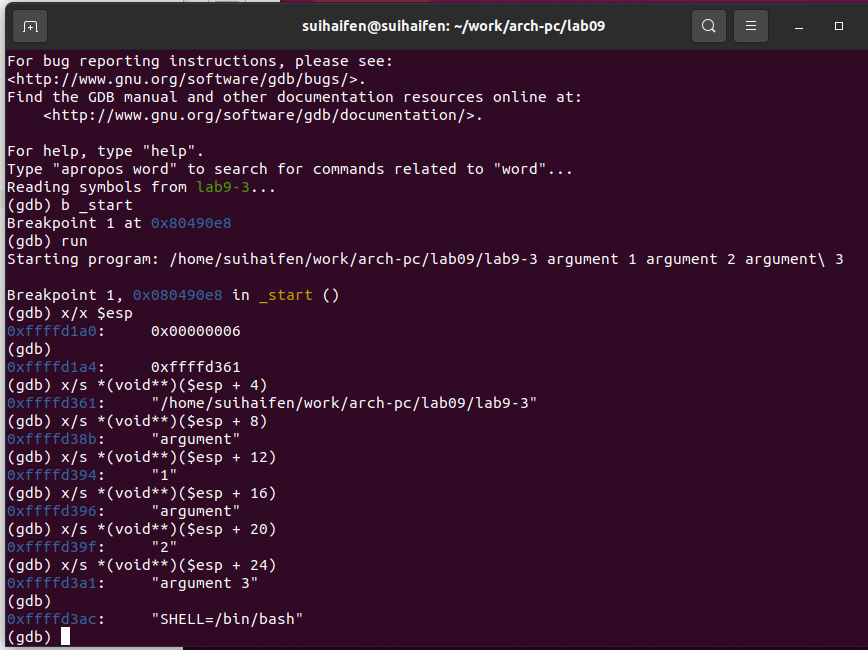 suihaifen@suihaifen: ~/work/arch-pc/lab09
For bug reporting instructions, please see:
<http://www.gnu.org/software/gdb/bugs/>.
Find the GDB manual and other documentation resources online at:
    <http://www.gnu.org/software/gdb/documentation/>.

For help, type "help".
Type "apropos word" to search for commands related to "word"...
Reading symbols from lab9-3...
(gdb) b _start
Breakpoint 1 at 0x80490e8
(gdb) run
Starting program: /home/suihaifen/work/arch-pc/lab09/lab9-3 argument 1 argument 2 argument\ 3

Breakpoint 1, 0x080490e8 in _start ()
(gdb) x/x $esp
0xffffd1a0:     0x00000006
(gdb)
0xffffd1a4:     0xffffd361
(gdb) x/s *(void**)($esp + 4)
0xffffd361:     "/home/suihaifen/work/arch-pc/lab09/lab9-3"
(gdb) x/s *(void**)($esp + 8)
0xffffd38b:     "argument"
(gdb) x/s *(void**)($esp + 12)
0xffffd394:     "1"
(gdb) x/s *(void**)($esp + 16)
0xffffd396:     "argument"
(gdb) x/s *(void**)($esp + 20)
0xffffd39f:     "2"
(gdb) x/s *(void**)($esp + 24)
0xffffd3a1:     "argument 3"
(gdb)
0xffffd3ac:     "SHELL=/bin/bash"
(gdb)